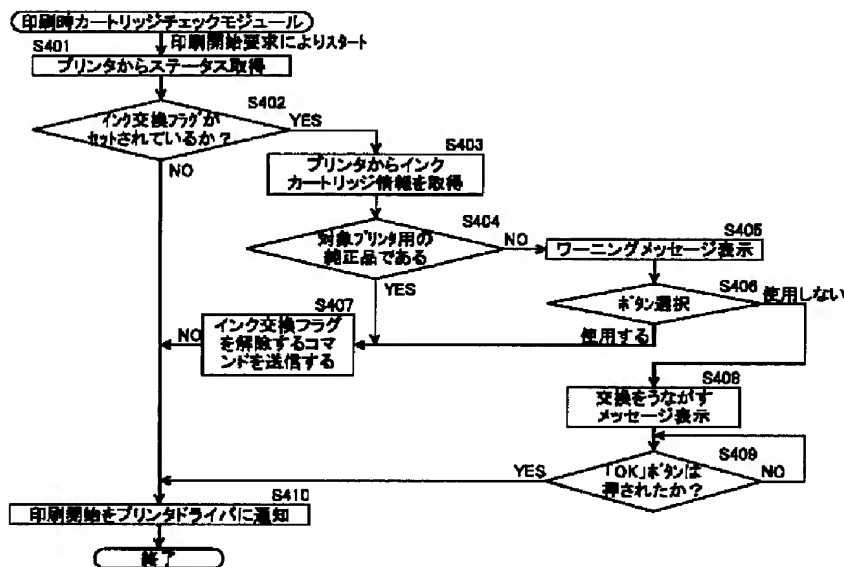 印刷時カートリッジチェックモジュール
S401
印刷開始要求によりスタート
プリンタからステータス取得
S402
インク交換フラグが
セットされているか？
YES
NO
S403
プリンタからインク
カートリッジ情報を取得
S404
対象プリンタ用の
純正品である
NO
YES
S405
ワーニングメッセージ表示
S406
ボタン選択
使用しない
使用する
S407
インク交換フラグ
を解除するコマ
ンドを送信する
NO
S408
交換をうながす
メッセージ表示
S409
「OK」ボタンは
押されたか？
YES
NO
S410
印刷開始をプリンタドライバに通知
終了